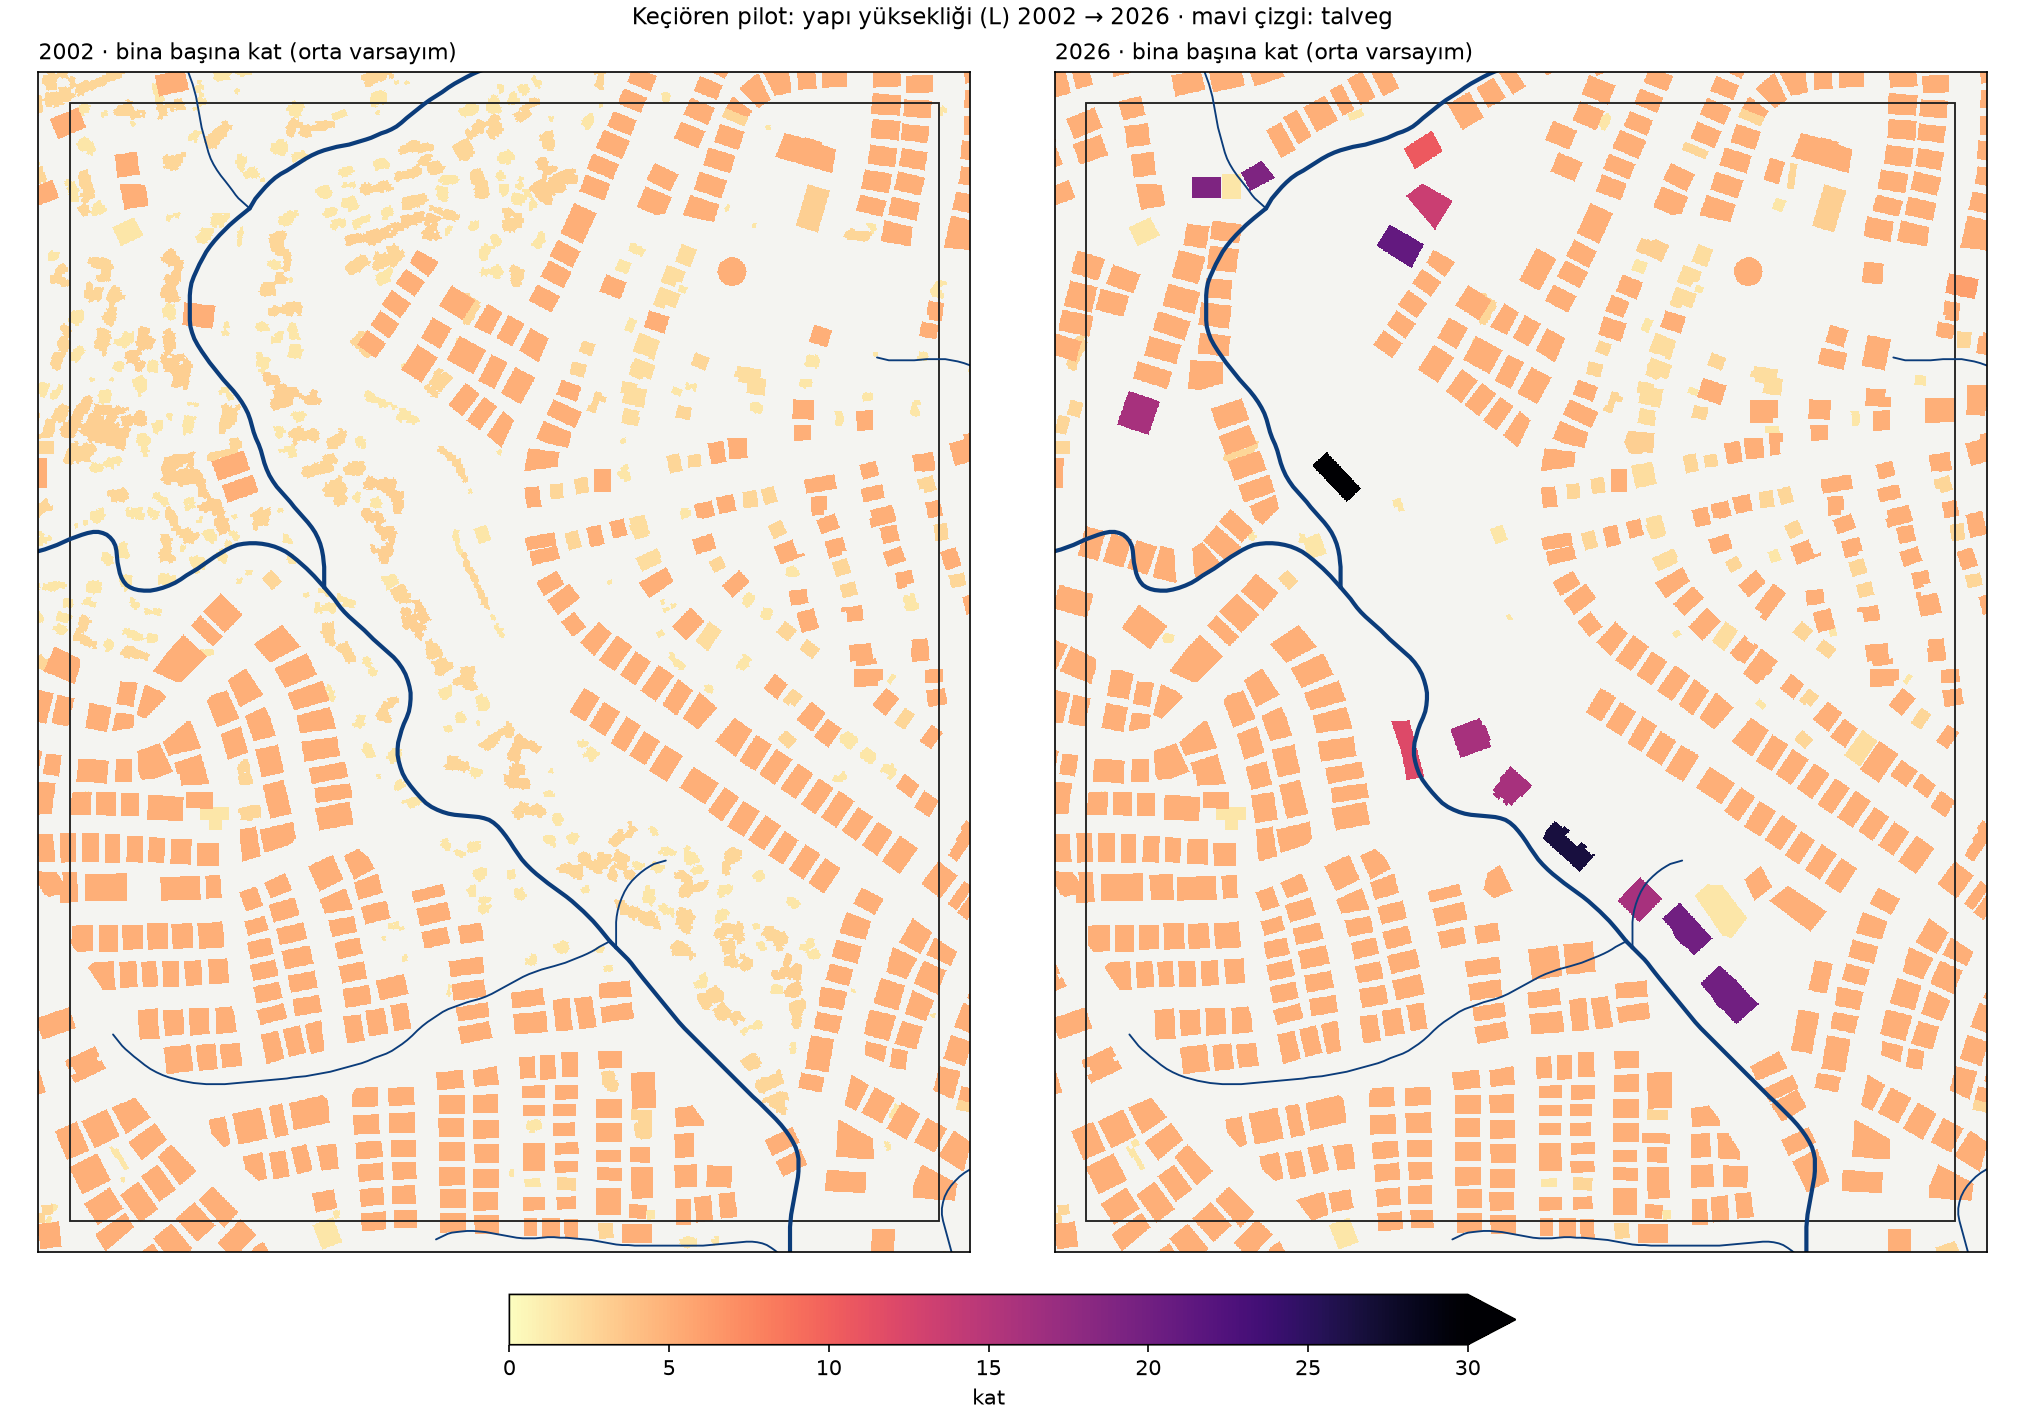 Keçiören pilot: yapı yüksekliği (L) 2002 → 2026 · mavi çizgi: talveg
2002 · bina başına kat (orta varsayım)
2026 · bina başına kat (orta varsayım)
0 5 10 15 20 25 30
kat